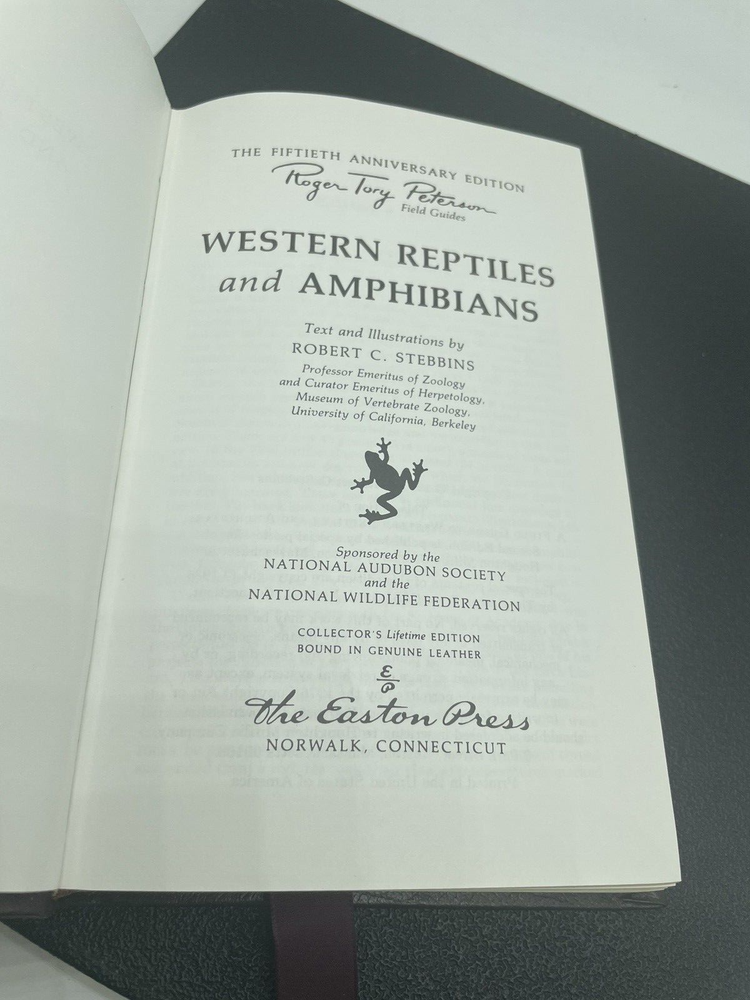 THE FIFTIETH ANNIVERSARY EDITION
Roger Tory Peterson
Field Guides
WESTERN REPTILES
and AMPHIBIANS
Text and Illustrations by
ROBERT C. STEBBINS
Professor Emeritus of Zoology
and Curator Emeritus of Herpetology,
Museum of Vertebrate Zoology,
University of California, Berkeley
Sponsored by the
NATIONAL AUDUBON SOCIETY
and the
NATIONAL WILDLIFE FEDERATION
COLLECTOR'S Lifetime EDITION
BOUND IN GENUINE LEATHER
E
P
The Easton Press
NORWALK, CONNECTICUT